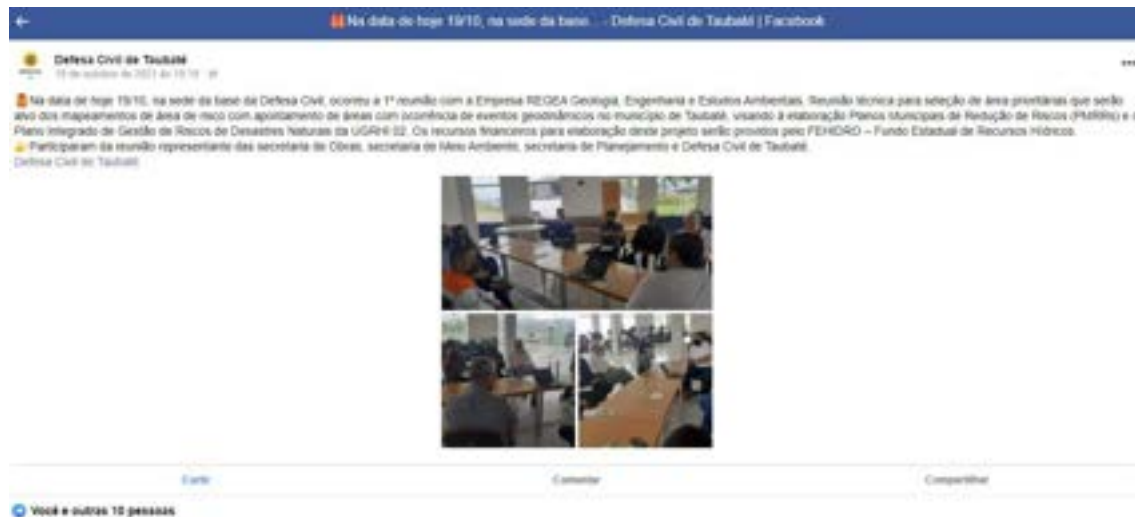 Na data de hoje 19/10, na sede da base... - Defesa Civil de Taubaté | Facebook
Defesa Civil de Taubaté
19 de outubro de 2021 às
Na data de hoje 19/10, na sede da base da Defesa Civil, ocorreu a 1ª reunião com a Empresa REGEA Geologia, Engenharia e Estudos Ambientais. Reunião técnica para seleção de área prioritárias que serão
alvo dos mapeamentos de área de risco com apontamento de áreas com ocorrência de eventos geodinâmicos no município de Taubaté, visando à elaboração Planos Municipais de Redução de Riscos (PMRRs) e o
Plano Integrado de Gestão de Riscos de Desastres Naturais da UGRHI 02. Os recursos financeiros para elaboração deste projeto serão providos pelo FEHIDRO – Fundo Estadual de Recursos Hídricos.
Participaram da reunião representante das secretaria de Obras, secretaria de Meio Ambiente, secretaria de Planejamento e Defesa Civil de Taubaté.
Defesa Civil de Taubaté
Curtir
Comentar
Compartilhar
Você e outras 10 pessoas